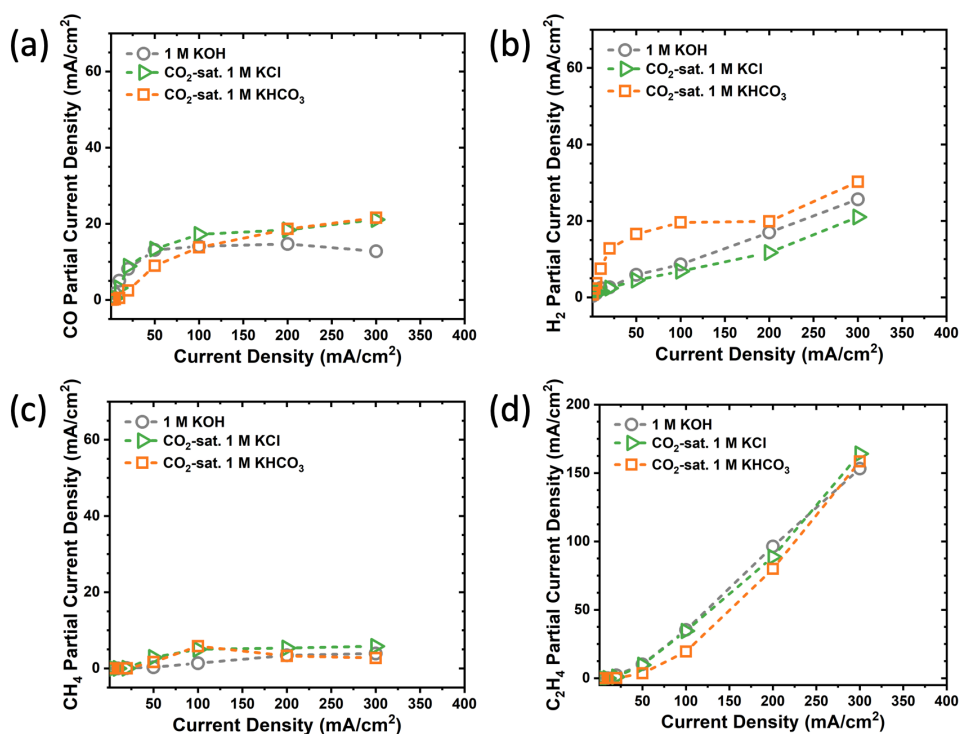 (a)
CO Partial Current Density (mA/cm²)
60
40
20
0
1 M KOH
CO₂-sat. 1 M KCl
CO₂-sat. 1 M KHCO₃
50 100 150 200 250 300 350 400
Current Density (mA/cm²)
(b)
H₂ Partial Current Density (mA/cm²)
60
40
20
0
1 M KOH
CO₂-sat. 1 M KCl
CO₂-sat. 1 M KHCO₃
50 100 150 200 250 300 350 400
Current Density (mA/cm²)
(c)
CH₄ Partial Current Density (mA/cm²)
60
40
20
0
1 M KOH
CO₂-sat. 1 M KCl
CO₂-sat. 1 M KHCO₃
50 100 150 200 250 300 350 400
Current Density (mA/cm²)
(d)
C₂H₄ Partial Current Density (mA/cm²)
200
150
100
50
0
1 M KOH
CO₂-sat. 1 M KCl
CO₂-sat. 1 M KHCO₃
50 100 150 200 250 300 350 400
Current Density (mA/cm²)